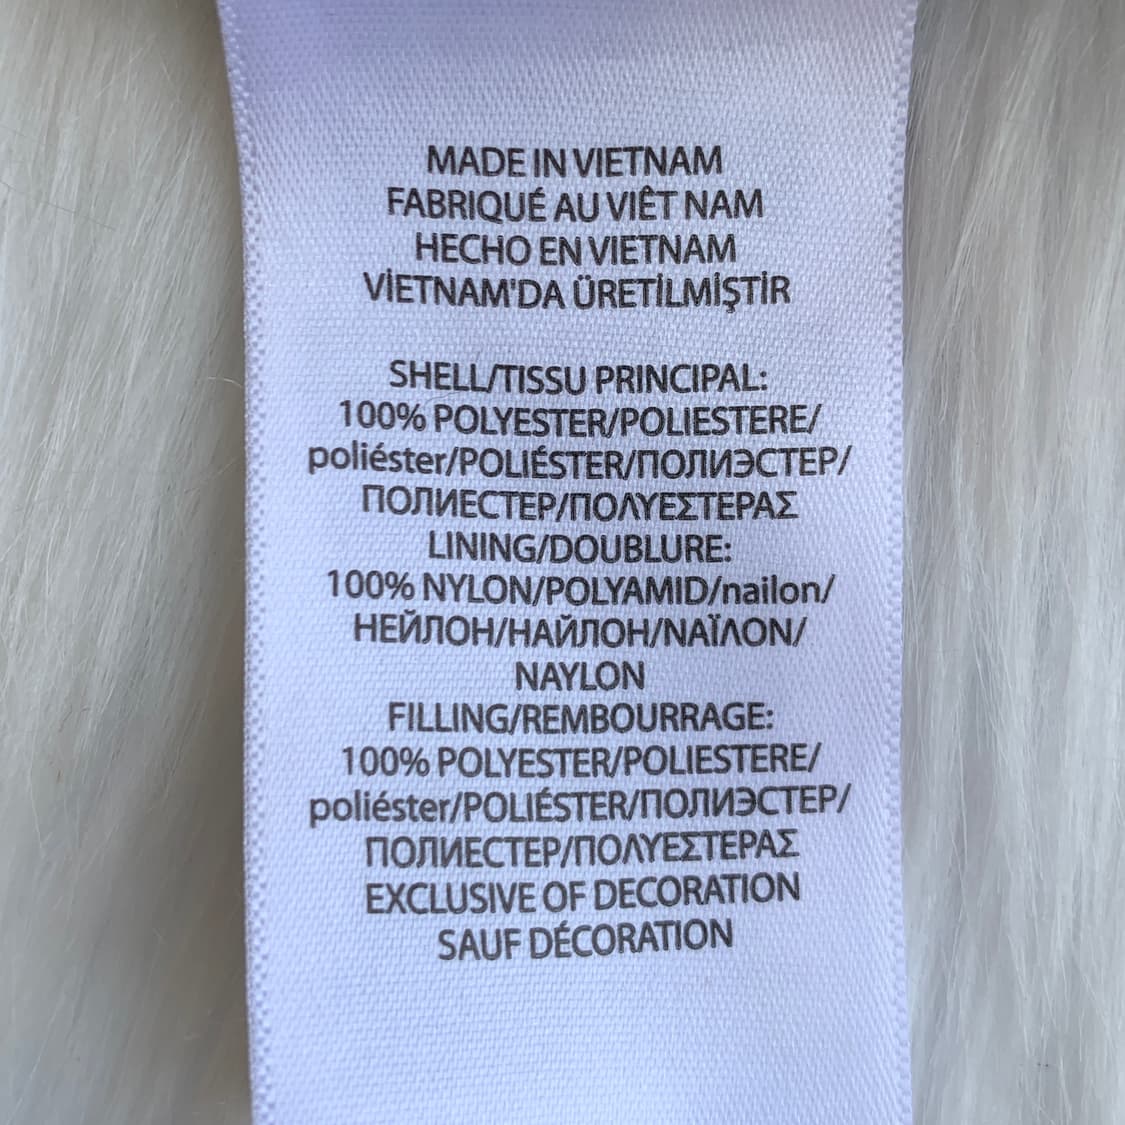 MADE IN VIETNAM
FABRIQUÉ AU VIÊT NAM
HECHO EN VIETNAM
VİETNAM'DA ÜRETİLMİŞTİR
SHELL/TISSU PRINCIPAL:
100% POLYESTER/POLIESTERE/
poliéster/POLIÉSTER/ПОЛИЭСТЕР/
ПОЛИЕСТЕР/ΠΟΛΥΕΣΤΕΡΑΣ
LINING/DOUBLURE:
100% NYLON/POLYAMID/nailon/
НЕЙЛОН/НАЙЛОН/ΝΑΪΛΟΝ/
NAYLON
FILLING/REMBOURRAGE:
100% POLYESTER/POLIESTERE/
poliéster/POLIÉSTER/ПОЛИЭСТЕР/
ПОЛИЕСТЕР/ΠΟΛΥΕΣΤΕΡΑΣ
EXCLUSIVE OF DECORATION
SAUF DÉCORATION